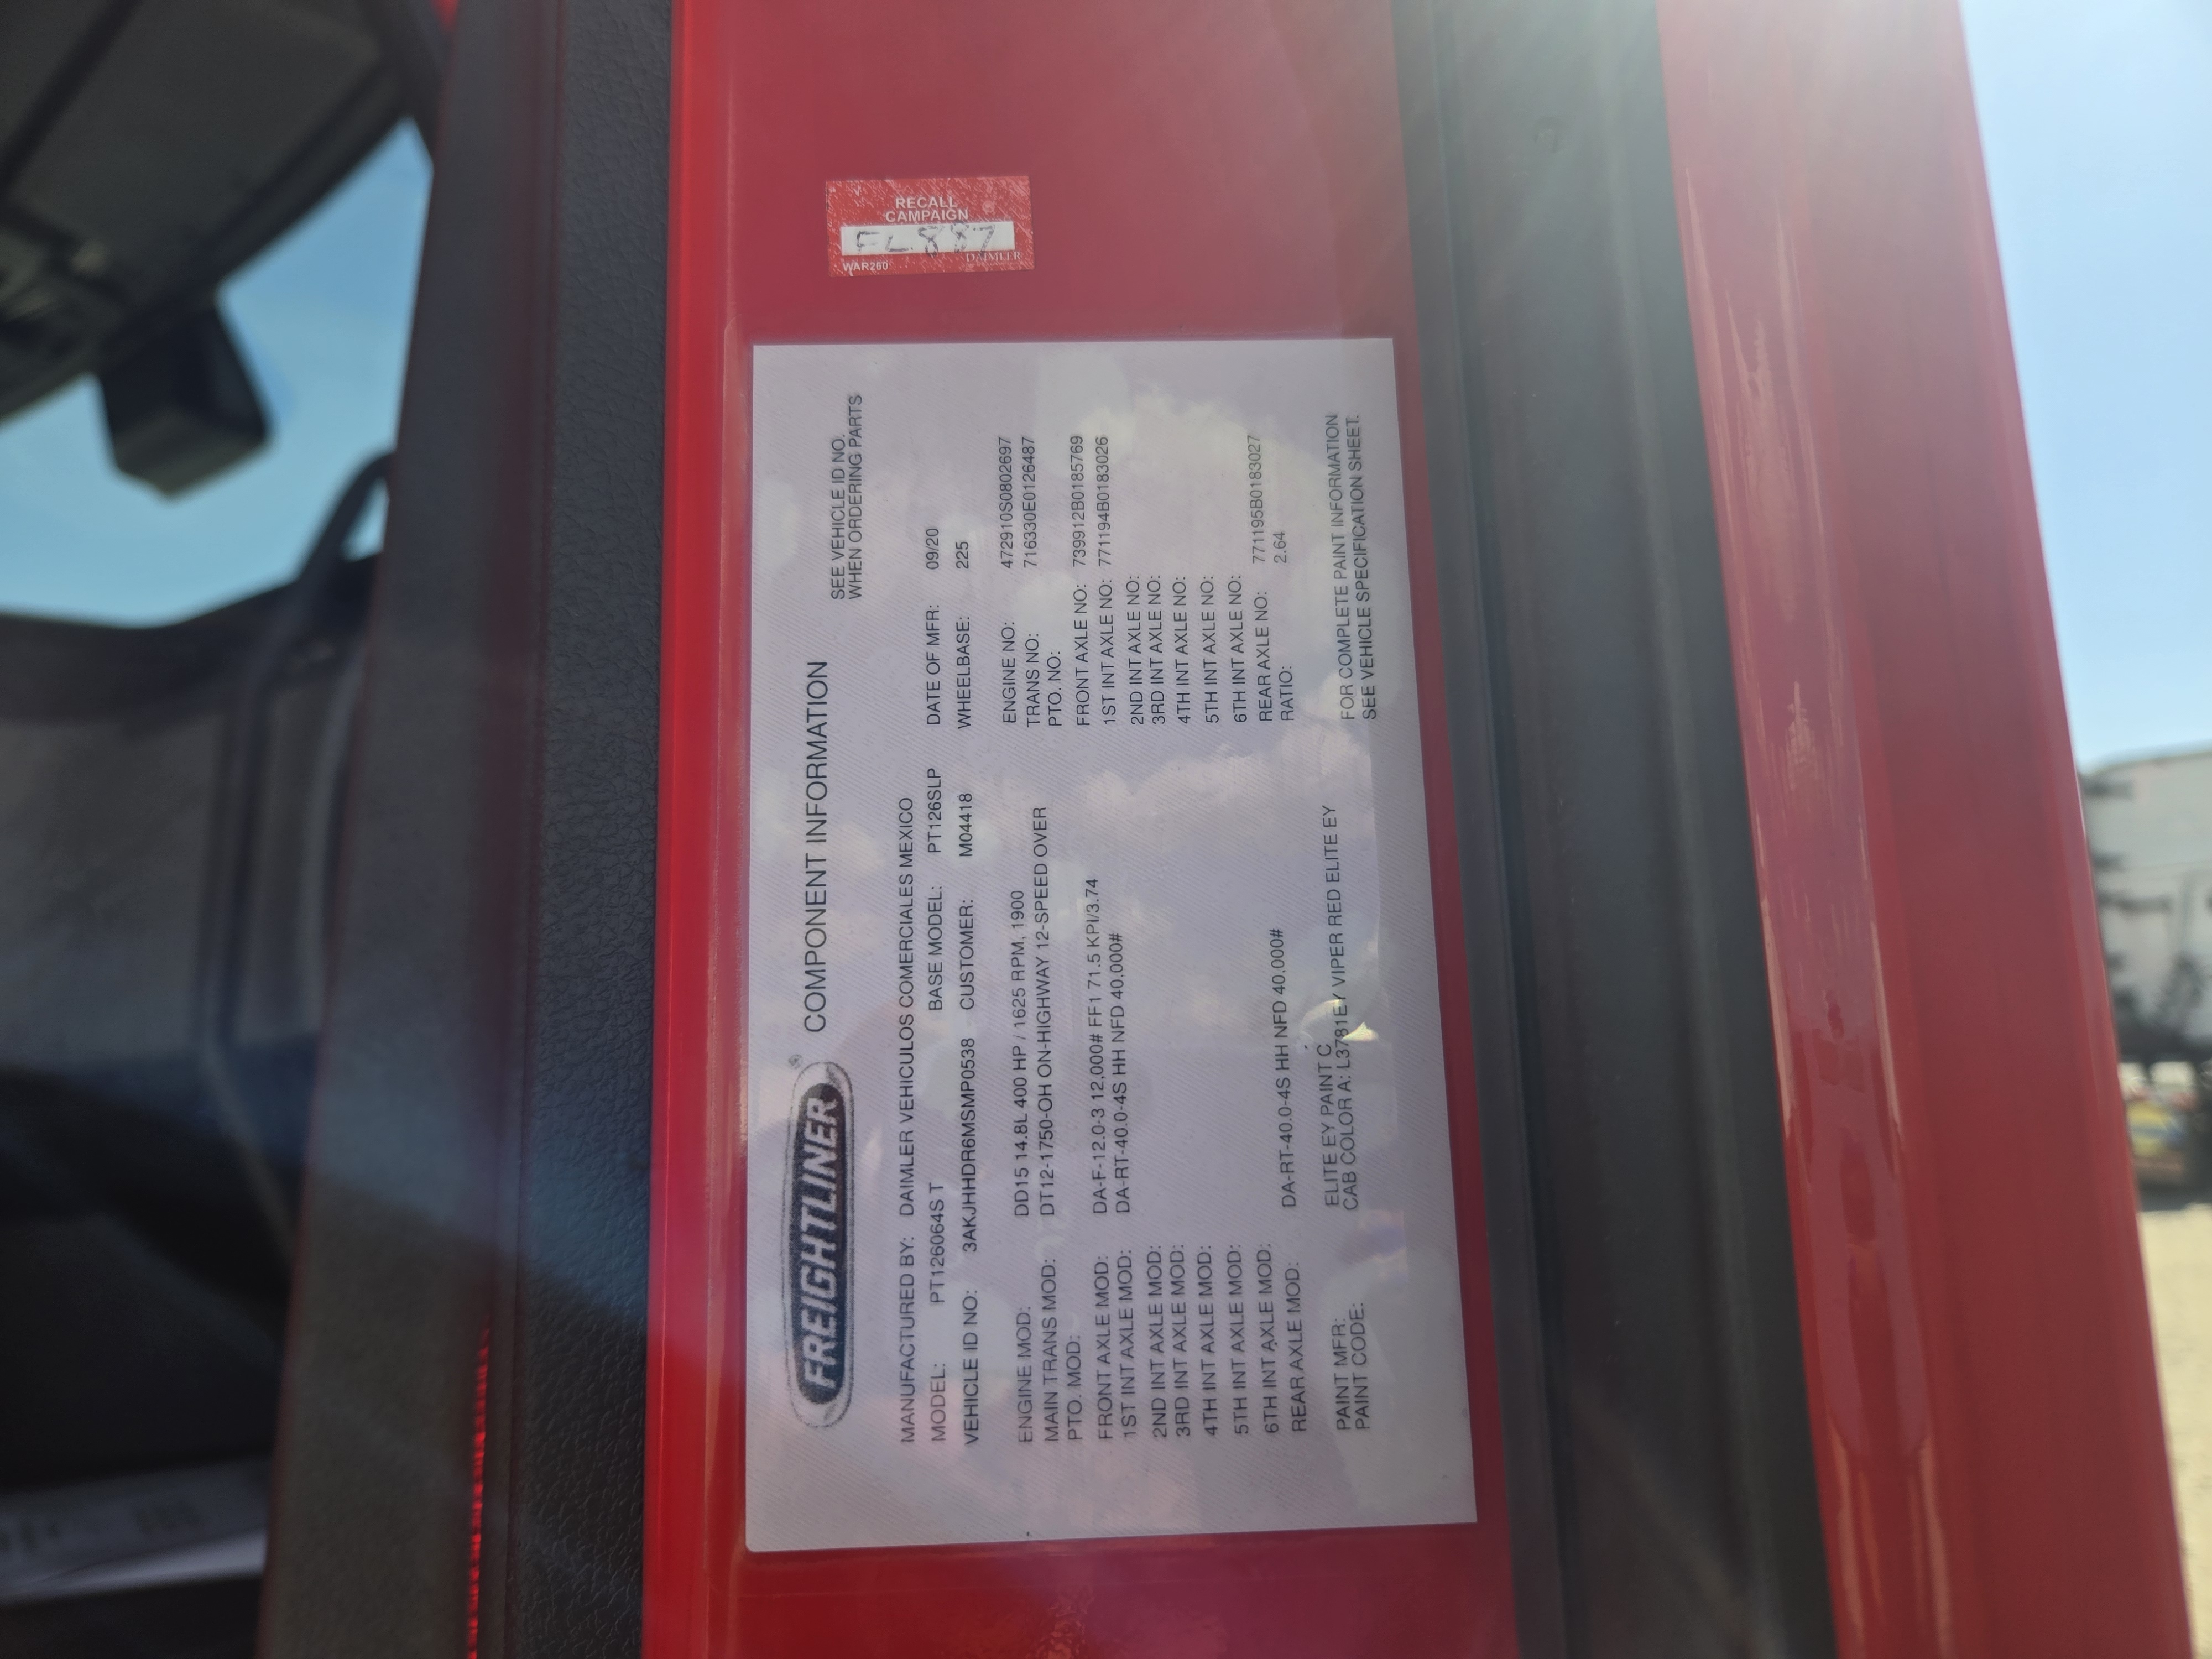 RECALL
CAMPAIGN
FL887
WAR260 DAIMLER
FREIGHTLINER® COMPONENT INFORMATION
SEE VEHICLE ID NO.
WHEN ORDERING PARTS
MANUFACTURED BY: DAIMLER VEHICULOS COMERCIALES MEXICO
MODEL: PT126064S T BASE MODEL: PT126SLP DATE OF MFR: 09/20
VEHICLE ID NO: 3AKJHHDR6MSMP0538 CUSTOMER: M04418 WHEELBASE: 225
ENGINE MOD: DD15 14.8L 400 HP / 1625 RPM, 1900 ENGINE NO: 472910S0802697
MAIN TRANS MOD: DT12-1750-OH ON-HIGHWAY 12-SPEED OVER TRANS NO: 716330E0126487
PTO. MOD: PTO. NO:
FRONT AXLE MOD: DA-F-12.0-3 12,000# FF1 71.5 KPI/3.74 FRONT AXLE NO: 739912B0185769
1ST INT AXLE MOD: DA-RT-40.0-4S HH NFD 40,000# 1ST INT AXLE NO: 771194B0183026
2ND INT AXLE MOD: 2ND INT AXLE NO:
3RD INT AXLE MOD: 3RD INT AXLE NO:
4TH INT AXLE MOD: 4TH INT AXLE NO:
5TH INT AXLE MOD: 5TH INT AXLE NO:
6TH INT AXLE MOD: 6TH INT AXLE NO:
REAR AXLE MOD: DA-RT-40.0-4S HH NFD 40,000# REAR AXLE NO: 771195B0183027
RATIO: 2.64
PAINT MFR: ELITE EY PAINT C
PAINT CODE: CAB COLOR A: L3781EY VIPER RED ELITE EY
FOR COMPLETE PAINT INFORMATION
SEE VEHICLE SPECIFICATION SHEET.